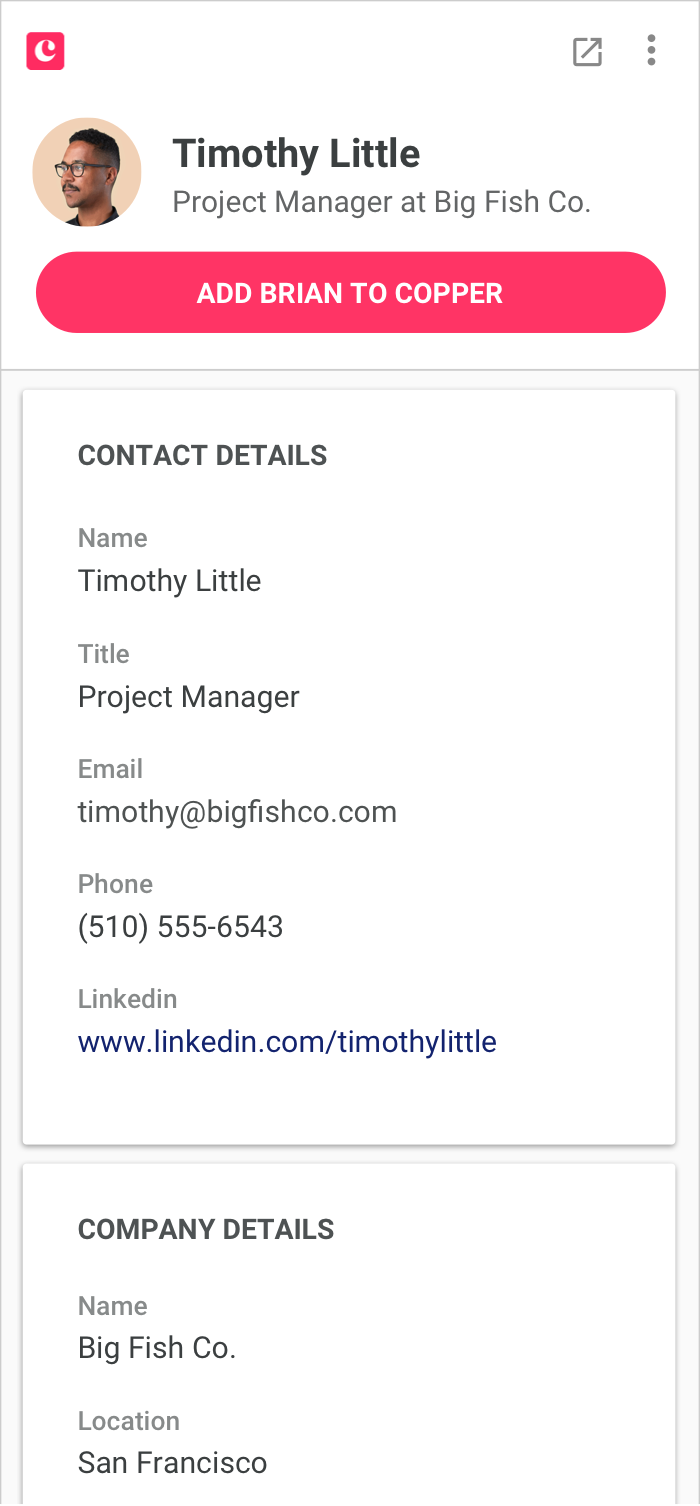 Timothy Little
Project Manager at Big Fish Co.
ADD BRIAN TO COPPER
CONTACT DETAILS
Name
Timothy Little
Title
Project Manager
Email
timothy@bigfishco.com
Phone
(510) 555-6543
Linkedin
www.linkedin.com/timothylittle
COMPANY DETAILS
Name
Big Fish Co.
Location
San Francisco